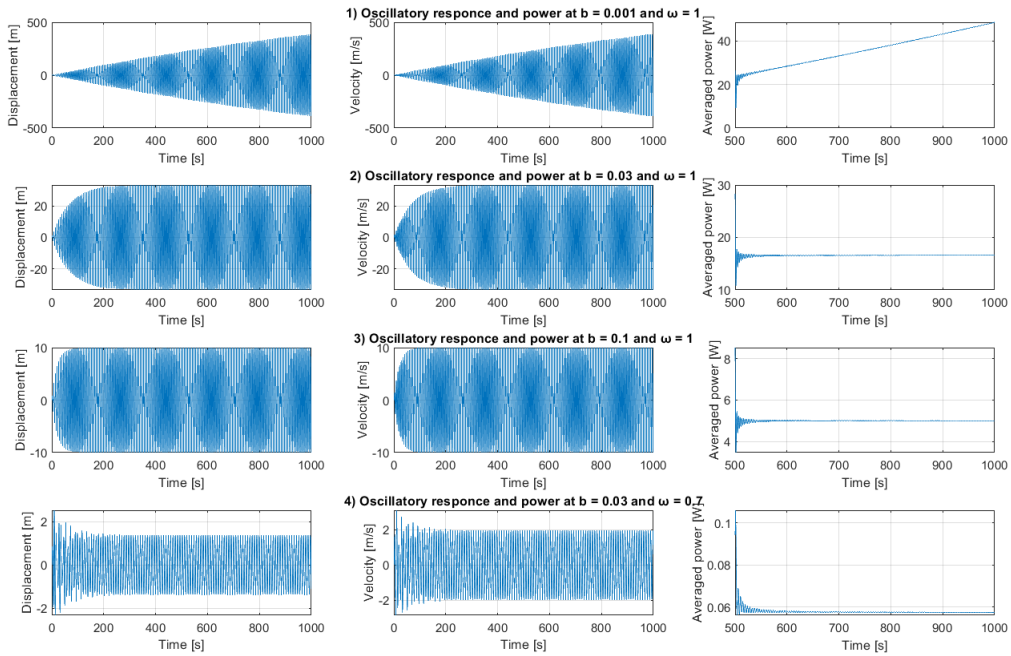 1) Oscillatory responce and power at b = 0.001 and ω = 1
Displacement [m]
500
0
-500
0 200 400 600 800 1000
Time [s]
Velocity [m/s]
500
0
-500
0 200 400 600 800 1000
Time [s]
Averaged power [W]
40
20
0
500 600 700 800 900 1000
Time [s]
2) Oscillatory responce and power at b = 0.03 and ω = 1
Displacement [m]
20
0
-20
0 200 400 600 800 1000
Time [s]
Velocity [m/s]
20
0
-20
0 200 400 600 800 1000
Time [s]
Averaged power [W]
30
20
10
500 600 700 800 900 1000
Time [s]
3) Oscillatory responce and power at b = 0.1 and ω = 1
Displacement [m]
10
0
-10
0 200 400 600 800 1000
Time [s]
Velocity [m/s]
10
0
-10
0 200 400 600 800 1000
Time [s]
Averaged power [W]
8
6
4
500 600 700 800 900 1000
Time [s]
4) Oscillatory responce and power at b = 0.03 and ω = 0.7
Displacement [m]
2
0
-2
0 200 400 600 800 1000
Time [s]
Velocity [m/s]
2
0
-2
0 200 400 600 800 1000
Time [s]
Averaged power [W]
0.1
0.08
0.06
500 600 700 800 900 1000
Time [s]